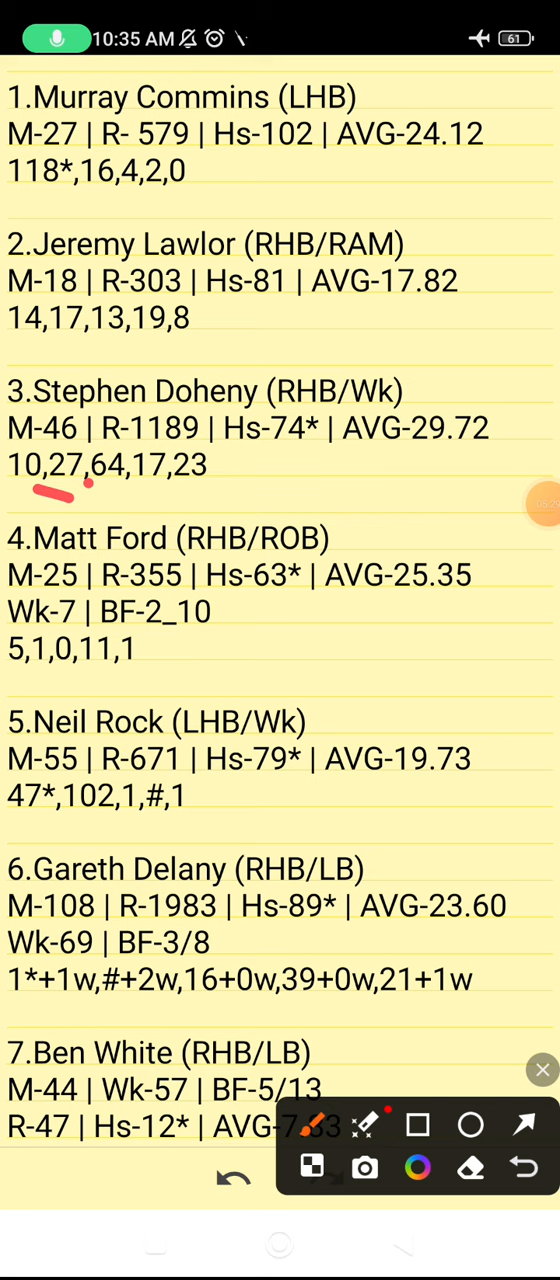 10:35 AM
61
1.Murray Commins (LHB)
M-27 | R- 579 | Hs-102 | AVG-24.12
118*,16,4,2,0
2.Jeremy Lawlor (RHB/RAM)
M-18 | R-303 | Hs-81 | AVG-17.82
14,17,13,19,8
3.Stephen Doheny (RHB/Wk)
M-46 | R-1189 | Hs-74* | AVG-29.72
10,27,64,17,23
4.Matt Ford (RHB/ROB)
M-25 | R-355 | Hs-63* | AVG-25.35
Wk-7 | BF-2_10
5,1,0,11,1
5.Neil Rock (LHB/Wk)
M-55 | R-671 | Hs-79* | AVG-19.73
47*,102,1,#,1
6.Gareth Delany (RHB/LB)
M-108 | R-1983 | Hs-89* | AVG-23.60
Wk-69 | BF-3/8
1*+1w,#+2w,16+0w,39+0w,21+1w
7.Ben White (RHB/LB)
M-44 | Wk-57 | BF-5/13
R-47 | Hs-12* | AVG-7.83